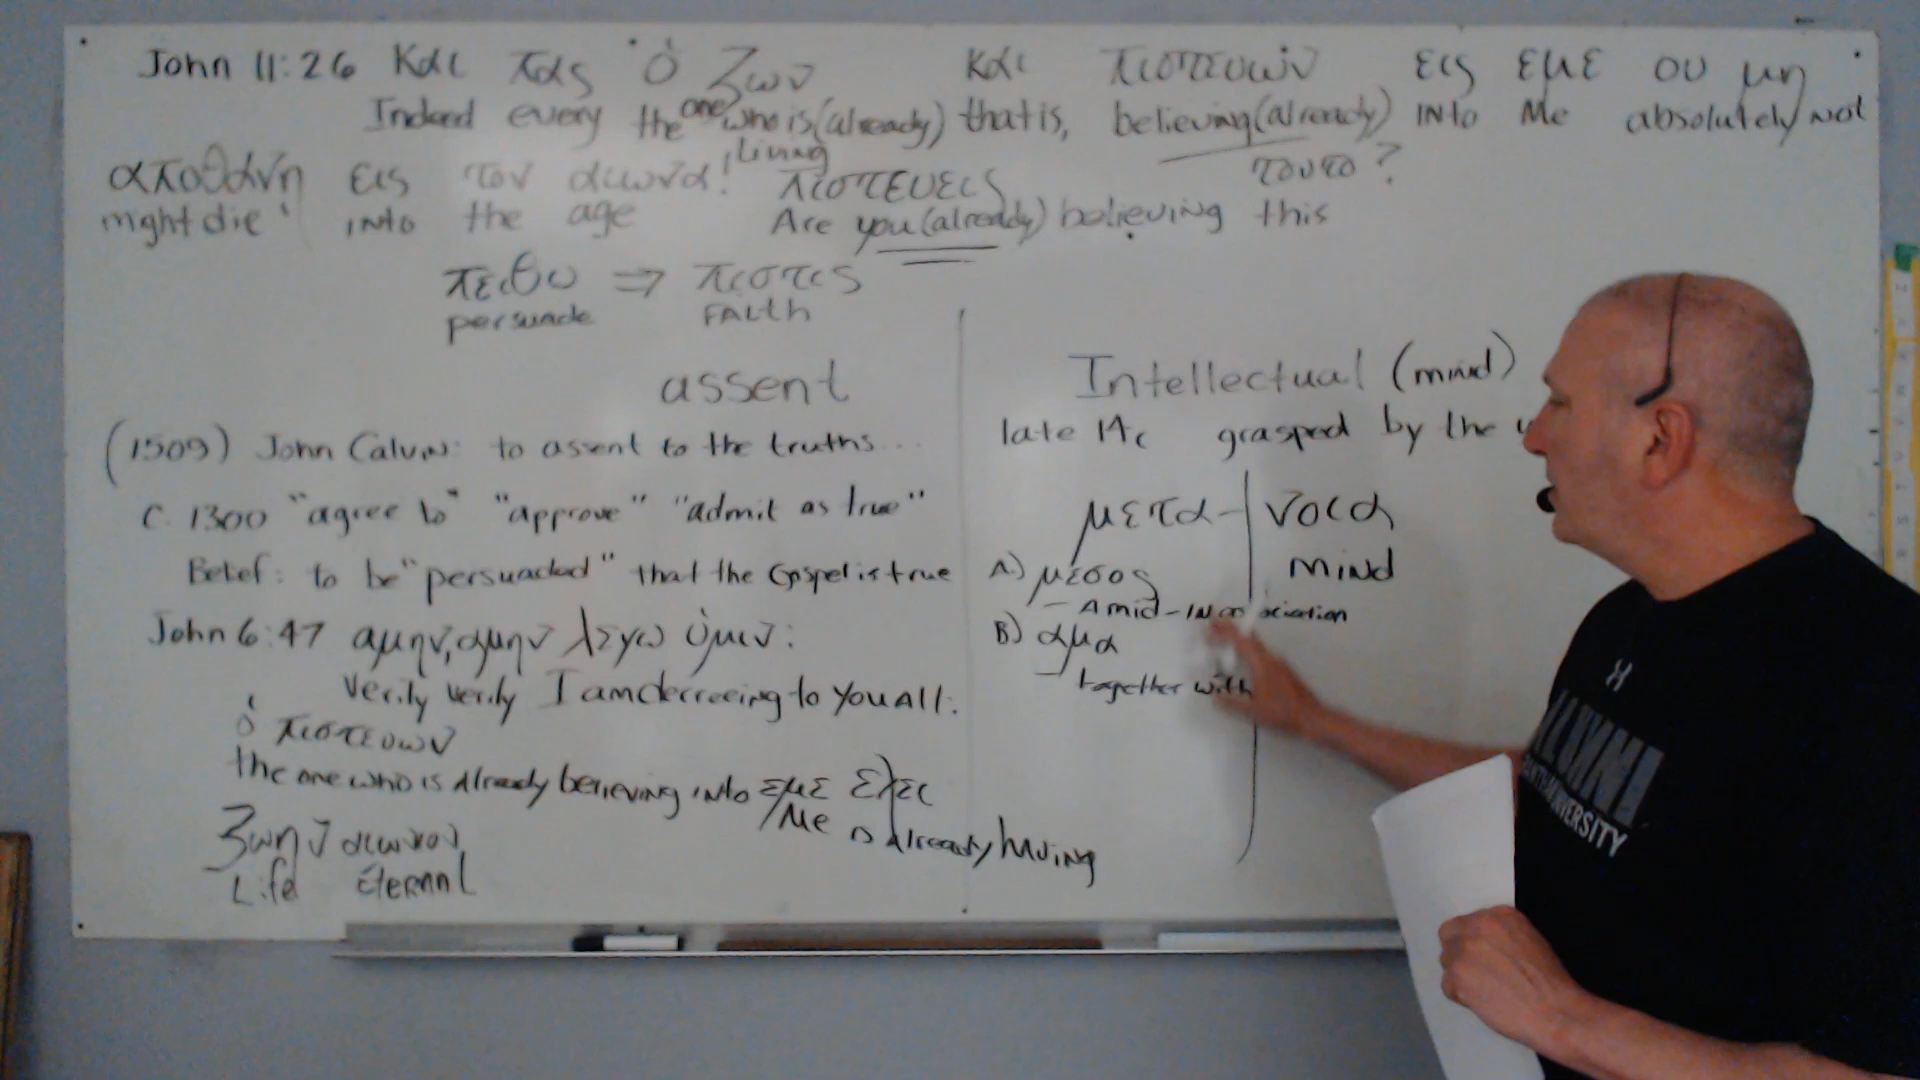 John 11:26 Και πας ὁ ζων και πιστευων εις εμε ου μη
Indeed every the one who is (already) that is, believing (already) INto Me absolutely not
living
αποθανη εις τον αιωνα! πιστευεις τουτο?
might die INto the age Are you (already) believing this
πειθω ⇒ πιστις
persuade FAith
assent
(1509) John Calvin: to assent to the truths...
C. 1300 "agree to" "approve" "admit as true"
Belief: to be "persuaded" that the Gospel is true
John 6:47 αμην, αμην λεγω ὑμιν:
Verily Verily I am decreeing to You All:
ὁ πιστευων
the one who is Already believing into εμε εχει
Me is already having
ζωην αιωνιον
Life Eternal
Intellectual (mind)
late 14c grasped by the
μετα- νοια
MIND
A) μεσος
- Amid - IN association
B) αμα
- together with
ALUMNI
UNIVERSITY